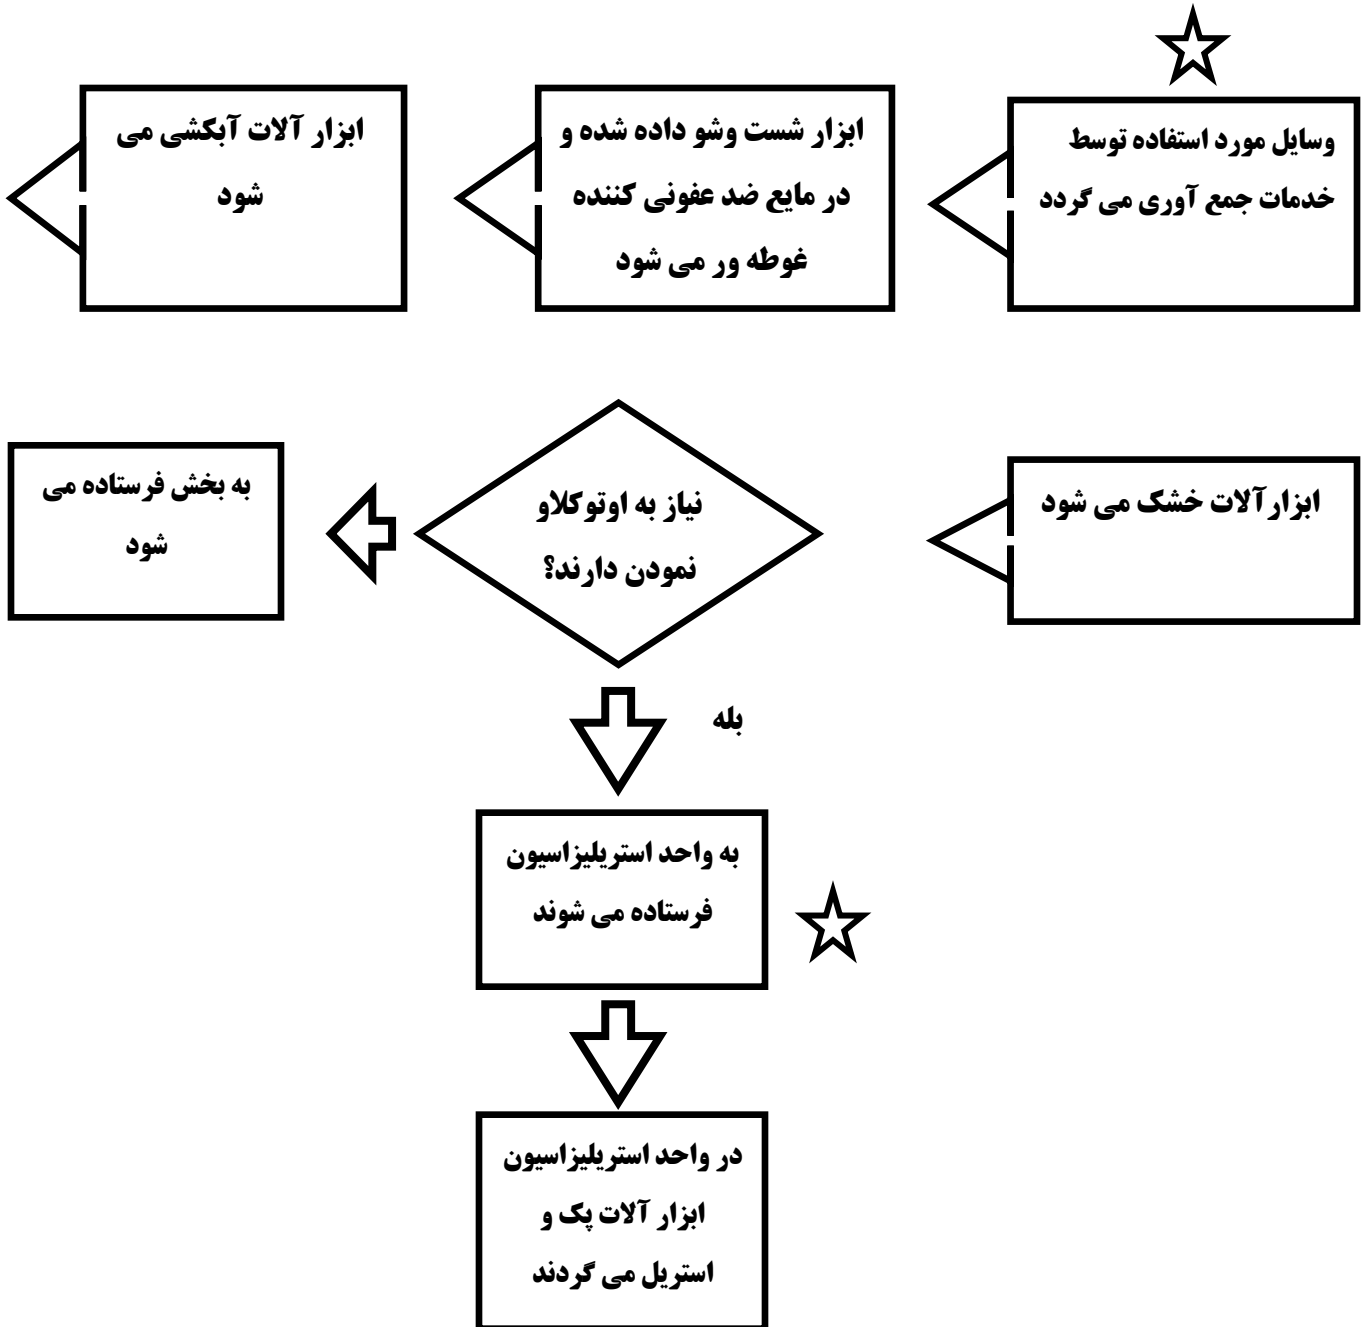 وسایل مورد استفاده توسط
خدمات جمع آوری می گردد
ابزار شست وشو داده شده و
در مایع ضد عفونی کننده
غوطه ور می شود
ابزار آلات آبکشی می
شود
ابزارآلات خشک می شود
نیاز به اوتوکلاو
نمودن دارند؟
به بخش فرستاده می
شود
بله
به واحد استریلیزاسیون
فرستاده می شوند
در واحد استریلیزاسیون
ابزار آلات پک و
استریل می گردند